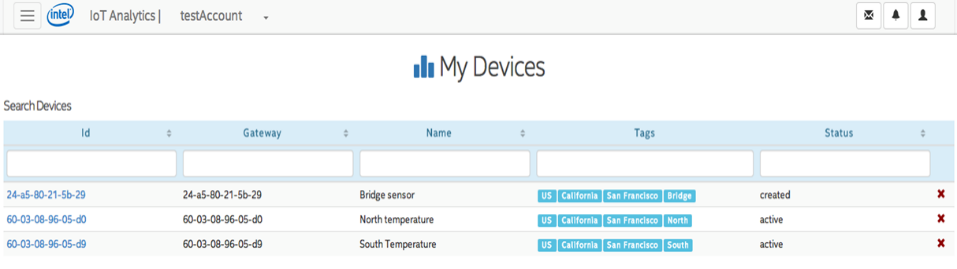 intel IoT Analytics | testAccount
My Devices
Search Devices
Id Gateway Name Tags Status
24-a5-80-21-5b-29 24-a5-80-21-5b-29 Bridge sensor US California San Francisco Bridge created
60-03-08-96-05-d0 60-03-08-96-05-d0 North temperature US California San Francisco North active
60-03-08-96-05-d9 60-03-08-96-05-d9 South Temperature US California San Francisco South active